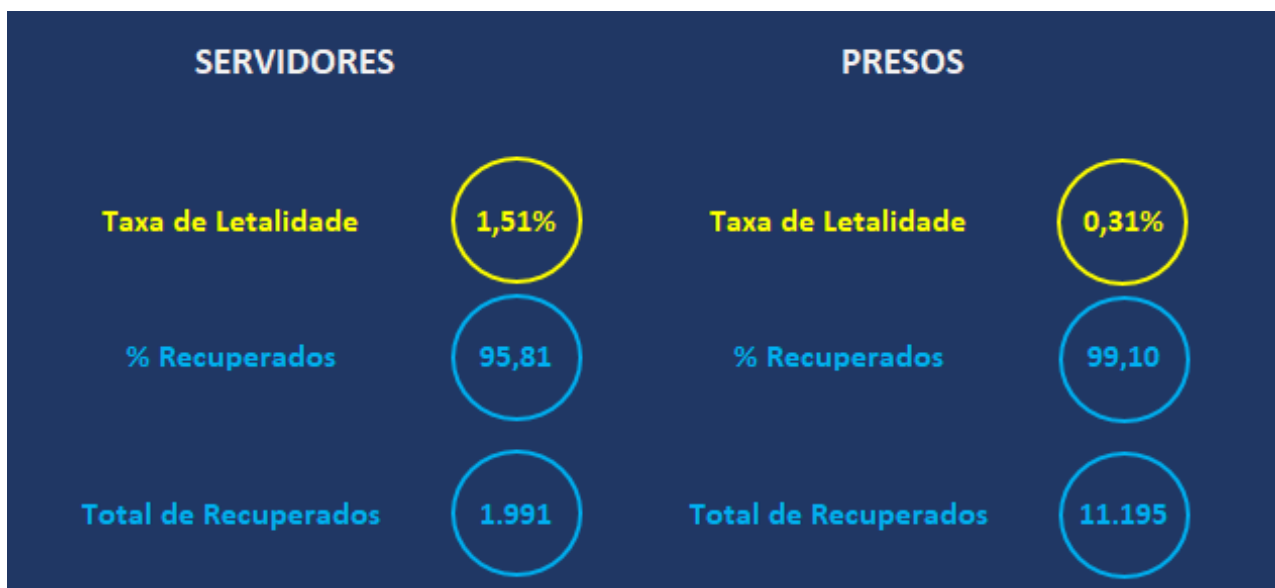 SERVIDORES
Taxa de Letalidade 1,51%
% Recuperados 95,81
Total de Recuperados 1.991
PRESOS
Taxa de Letalidade 0,31%
% Recuperados 99,10
Total de Recuperados 11.195